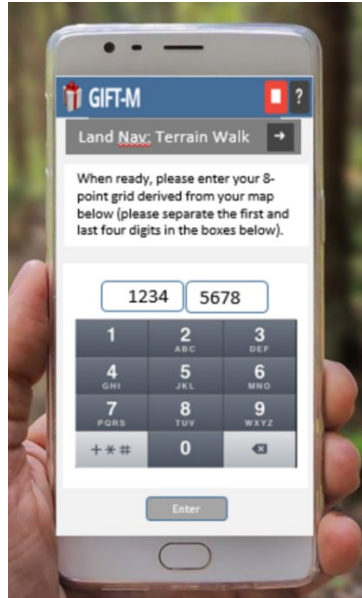 GIFT-M
?
Land Nav: Terrain Walk
When ready, please enter your 8-
point grid derived from your map
below (please separate the first and
last four digits in the boxes below).
1234 5678
1 2 3
ABC DEF
4 5 6
GHI JKL MNO
7 8 9
PQRS TUV WXYZ
+*# 0
Enter